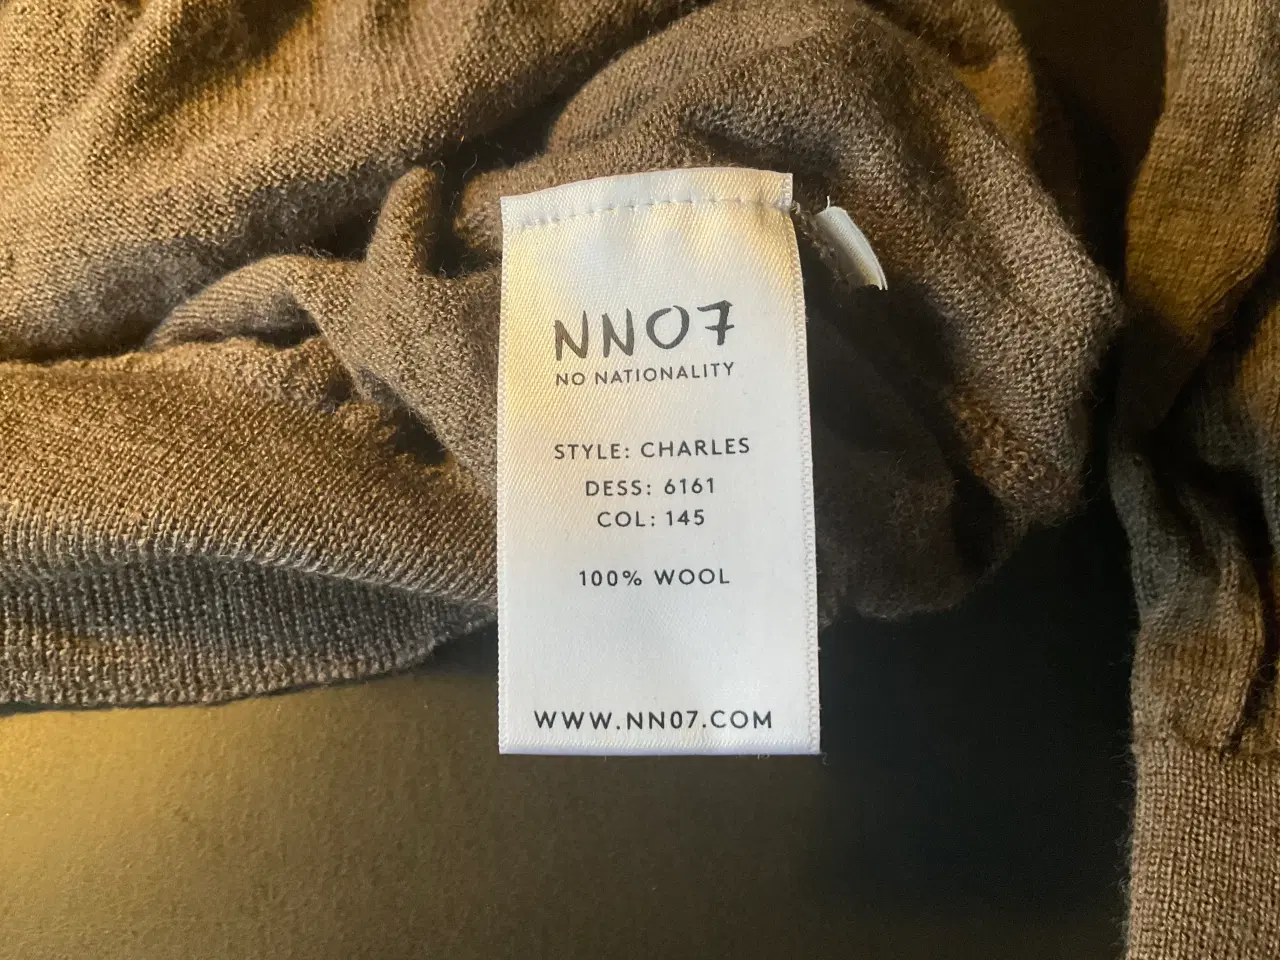 NN07
NO NATIONALITY
STYLE: CHARLES
DESS: 6161
COL: 145
100% WOOL
WWW.NN07.COM